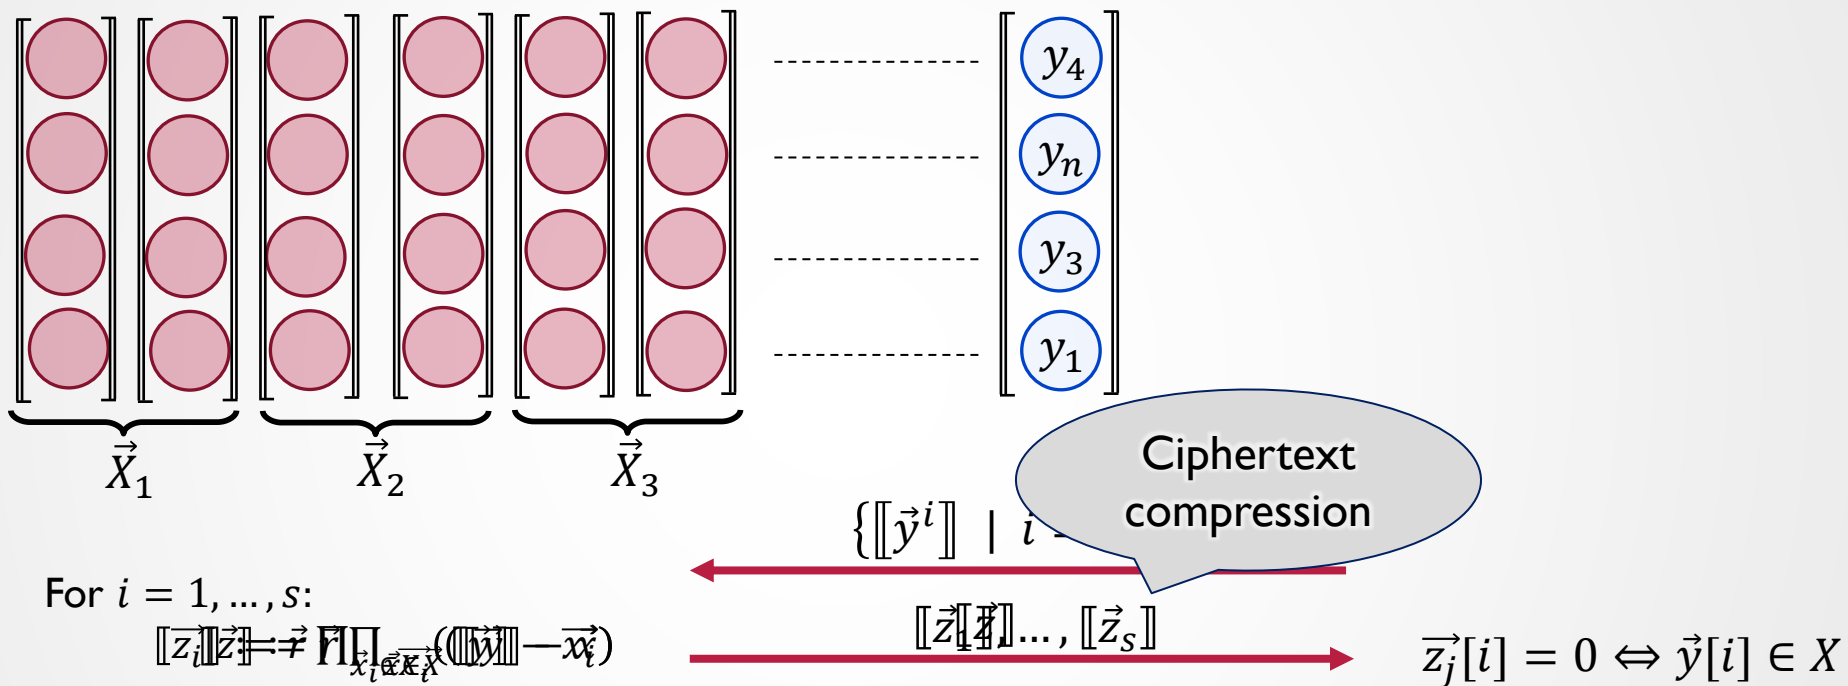 y₄
yₙ
y₃
y₁
X⃗₁
X⃗₂
X⃗₃
Ciphertext
compression
{⟦y⃗ⁱ⟧ | i
For i = 1, …, s:
⟦z⃗₁⟧, …, ⟦z⃗ₛ⟧
z⃗ⱼ[i] = 0 ⇔ y⃗[i] ∈ X